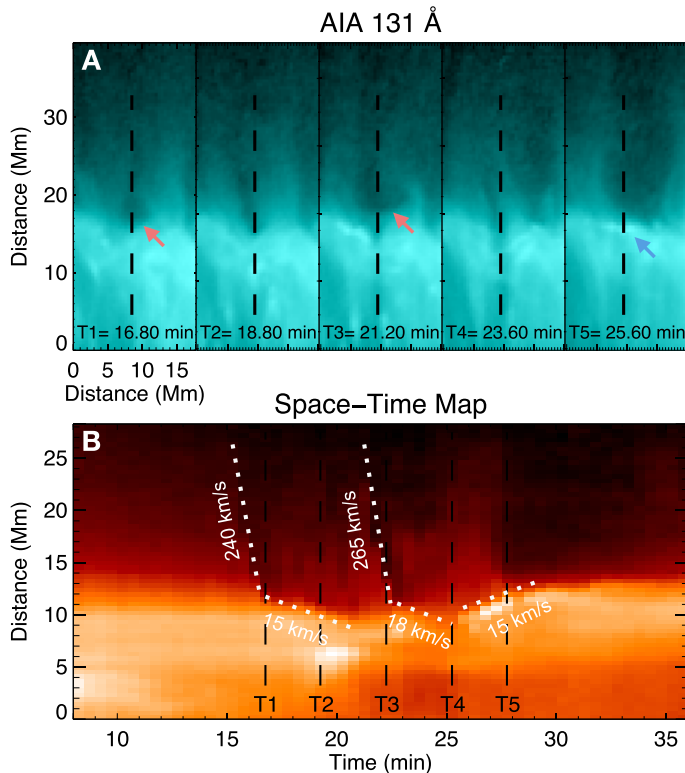 AIA 131 Å
A
Distance (Mm)
30
20
10
0
T1= 16.80 min
T2= 18.80 min
T3= 21.20 min
T4= 23.60 min
T5= 25.60 min
0 5 10 15
Distance (Mm)
Space–Time Map
B
Distance (Mm)
25
20
15
10
5
0
240 km/s
265 km/s
15 km/s
18 km/s
15 km/s
T1 T2 T3 T4 T5
10 15 20 25 30 35
Time (min)